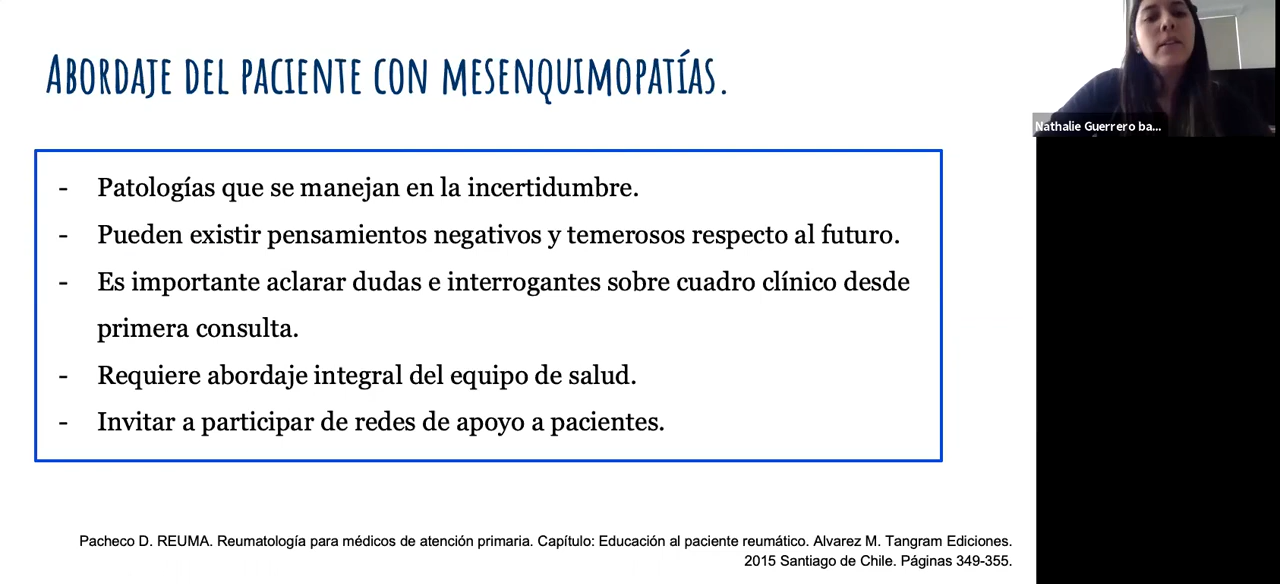 ABORDAJE DEL PACIENTE CON MESENQUIMOPATÍAS.
Nathalie Guerrero ba...
- Patologías que se manejan en la incertidumbre.
- Pueden existir pensamientos negativos y temerosos respecto al futuro.
- Es importante aclarar dudas e interrogantes sobre cuadro clínico desde
primera consulta.
- Requiere abordaje integral del equipo de salud.
- Invitar a participar de redes de apoyo a pacientes.
Pacheco D. REUMA. Reumatología para médicos de atención primaria. Capítulo: Educación al paciente reumático. Alvarez M. Tangram Ediciones.
2015 Santiago de Chile. Páginas 349-355.